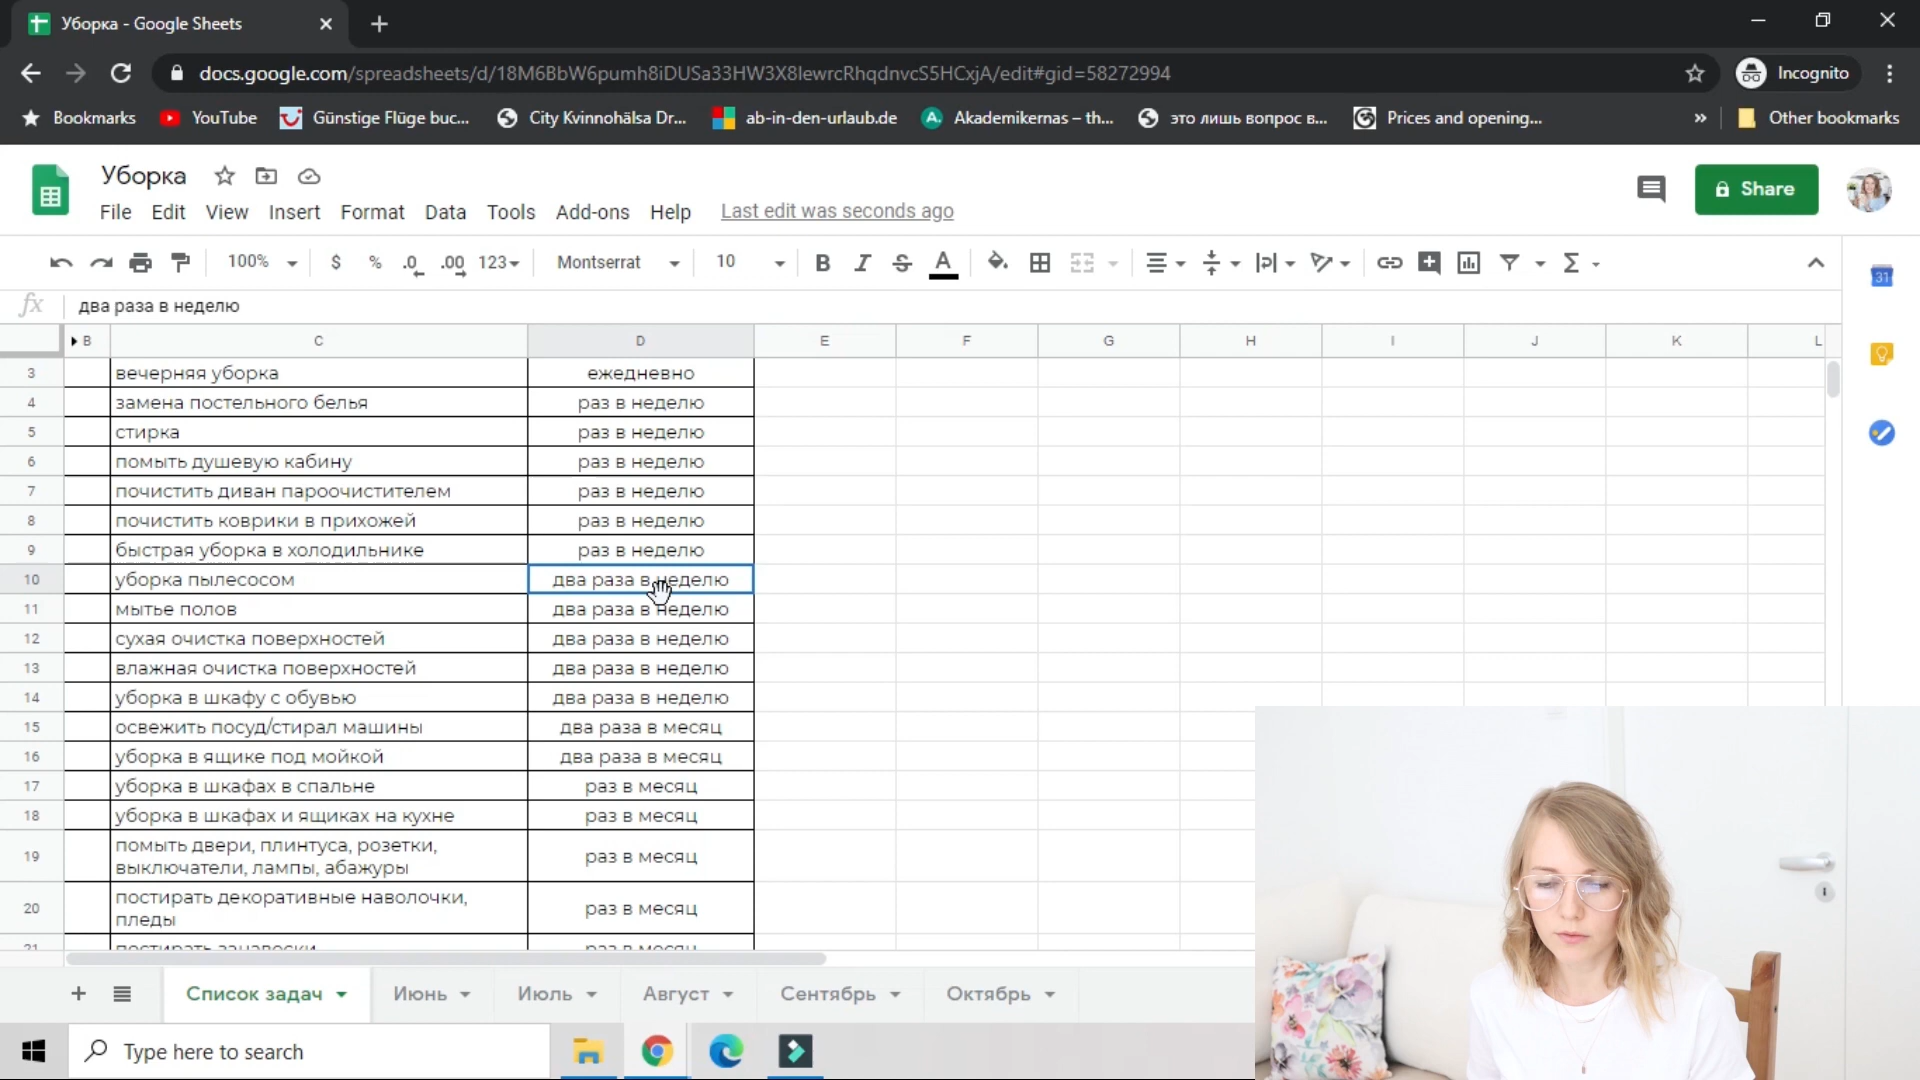 Уборка - Google Sheets
docs.google.com/spreadsheets/d/18M6BbW6pumh8iDUSa33HW3X8lewrcRhqdnvcS5HCxjA/edit#gid=58272994
Incognito
Bookmarks YouTube Günstige Flüge buc... City Kvinnohälsa Dr... ab-in-den-urlaub.de Akademikernas – th... это лишь вопрос в... Prices and opening... » Other bookmarks
Уборка
File Edit View Insert Format Data Tools Add-ons Help Last edit was seconds ago
Share
100% $ % .0 .00 123 Montserrat 10 B I S A
31
fx два раза в неделю
B C D E F G H I J K L
3 вечерняя уборка ежедневно
4 замена постельного белья раз в неделю
5 стирка раз в неделю
6 помыть душевую кабину раз в неделю
7 почистить диван пароочистителем раз в неделю
8 почистить коврики в прихожей раз в неделю
9 быстрая уборка в холодильнике раз в неделю
10 уборка пылесосом два раза в неделю
11 мытье полов два раза в неделю
12 сухая очистка поверхностей два раза в неделю
13 влажная очистка поверхностей два раза в неделю
14 уборка в шкафу с обувью два раза в неделю
15 освежить посуд/стирал машины два раза в месяц
16 уборка в ящике под мойкой два раза в месяц
17 уборка в шкафах в спальне раз в месяц
18 уборка в шкафах и ящиках на кухне раз в месяц
19 помыть двери, плинтуса, розетки, раз в месяц
выключатели, лампы, абажуры
20 постирать декоративные наволочки, раз в месяц
пледы
21 постирать занавески раз в месяц
Список задач Июнь Июль Август Сентябрь Октябрь
Type here to search